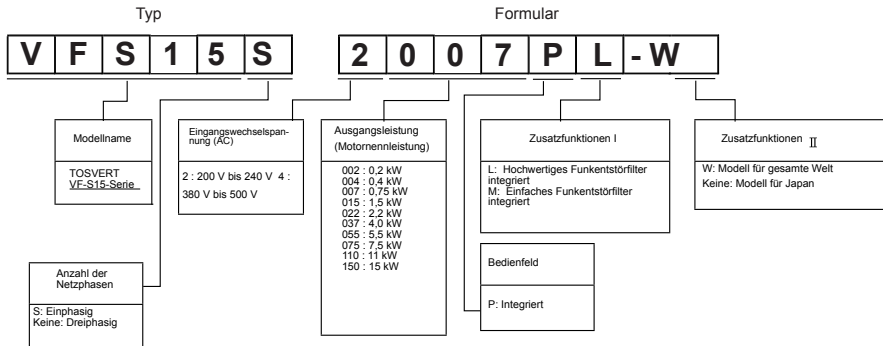 Typ
Formular
V F S 1 5 S
2 0 0 7 P L - W
Modellname
TOSVERT
VF-S15-Serie
Eingangswechselspan-
nung (AC)
2 : 200 V bis 240 V 4 :
380 V bis 500 V
Ausgangsleistung
(Motornennleistung)
002 : 0,2 kW
004 : 0,4 kW
007 : 0,75 kW
015 : 1,5 kW
022 : 2,2 kW
037 : 4,0 kW
055 : 5,5 kW
075 : 7,5 kW
110 : 11 kW
150 : 15 kW
Zusatzfunktionen I
L: Hochwertiges Funkentstörfilter
integriert
M: Einfaches Funkentstörfilter
integriert
Zusatzfunktionen II
W: Modell für gesamte Welt
Keine: Modell für Japan
Anzahl der
Netzphasen
S: Einphasig
Keine: Dreiphasig
Bedienfeld
P: Integriert